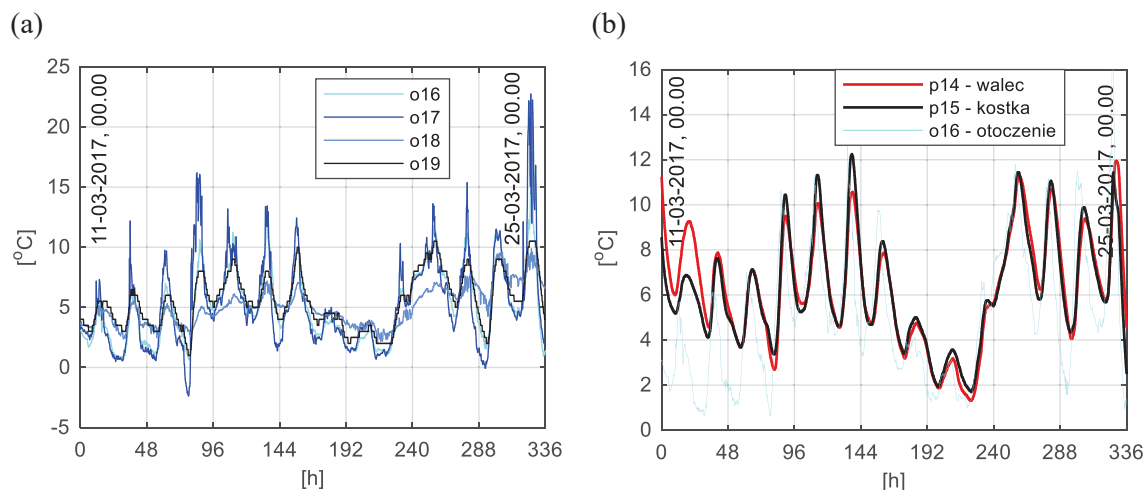 (a)
(b)
25
20
15
10
5
0
-5
[°C]
11-03-2017, 00.00
25-03-2017, 00.00
o16
o17
o18
o19
0 48 96 144 192 240 288 336
[h]
16
14
12
10
8
6
4
2
0
[°C]
11-03-2017, 00.00
25-03-2017, 00.00
p14 - walec
p15 - kostka
o16 - otoczenie
0 48 96 144 192 240 288 336
[h]